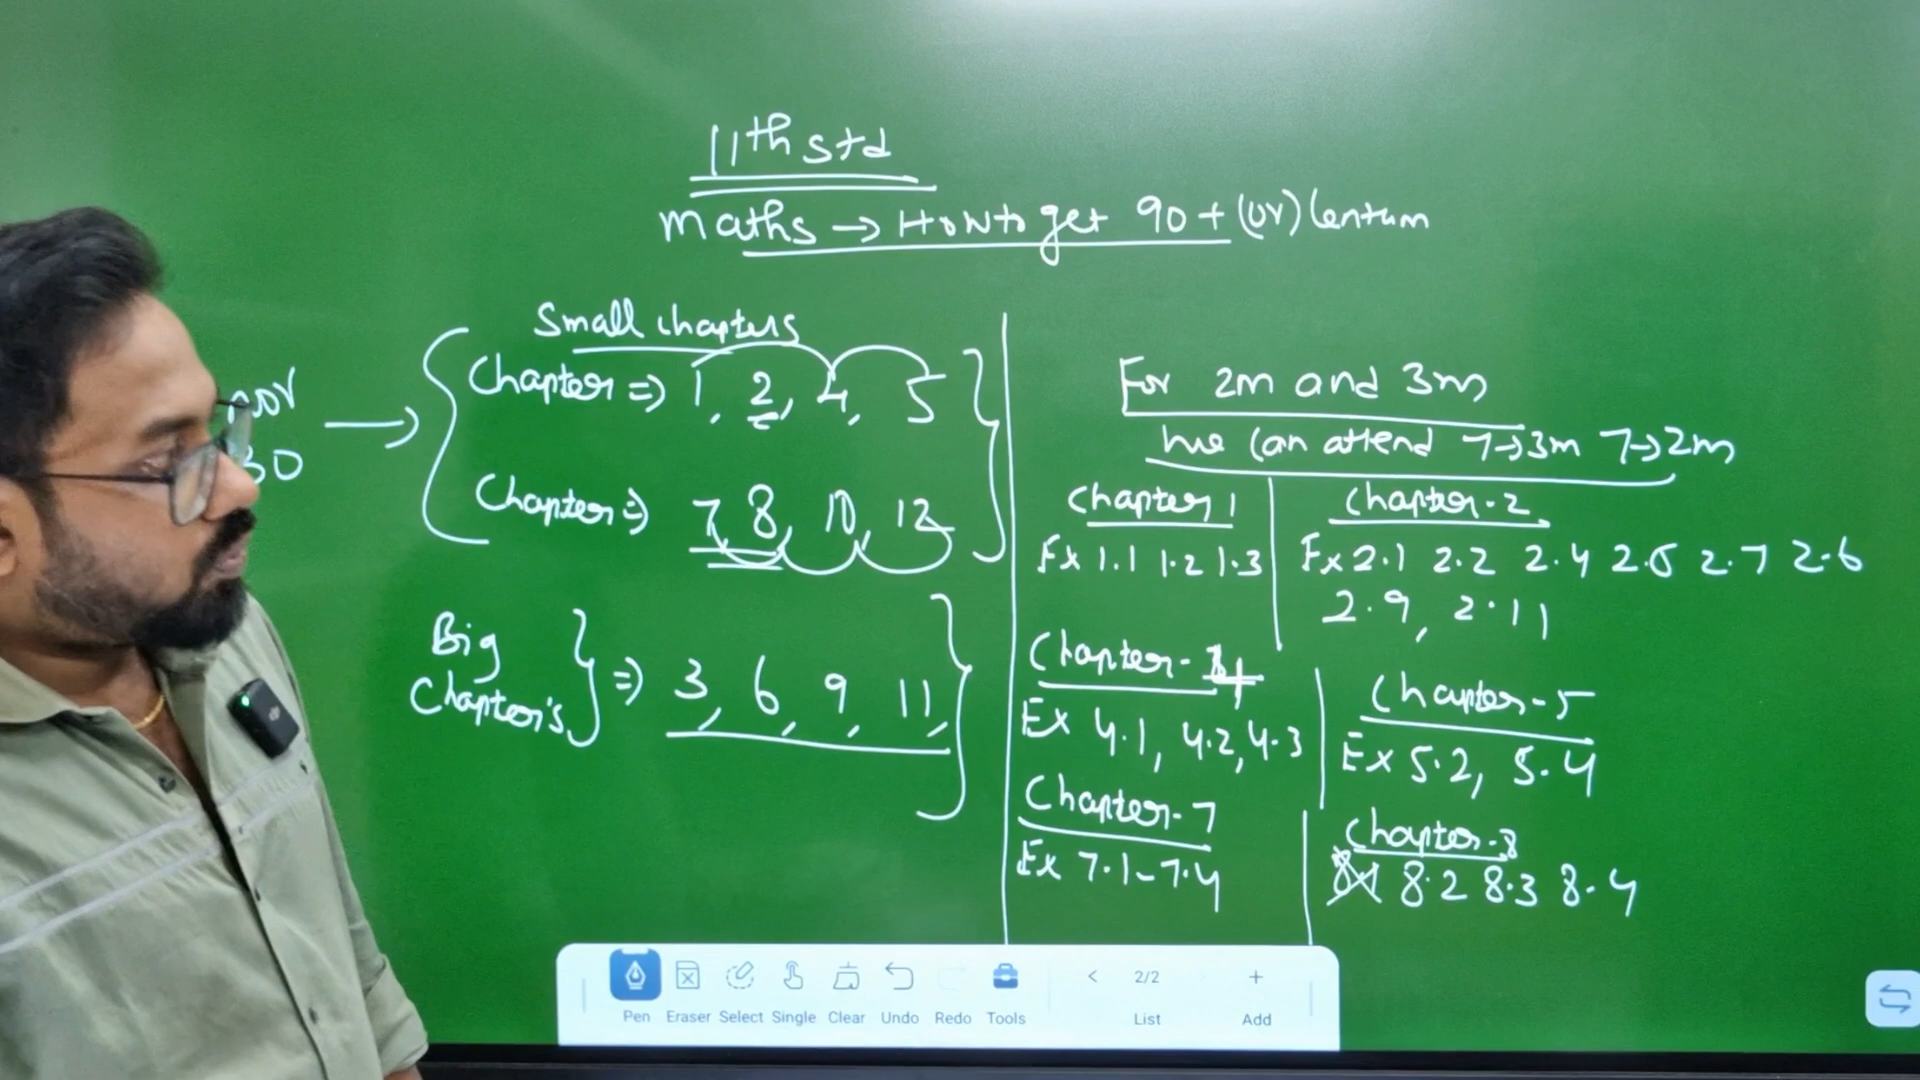 11th std
Maths → How to get 90+ (or) Centum
Small chapters
Chapter ⇒ 1, 2, 4, 5
nov
30 →
Chapter ⇒ 7 8, 10, 12
Big
Chapter's } ⇒ 3, 6, 9, 11,
For 2m and 3m
we can attend 7→3m 7→2m
Chapter 1
Ex 1.1 1.2 1.3
Chapter-2
Ex 2.1 2.2 2.4 2.5 2.7 2.6
2.9, 2.11
Chapter-4
Ex 4.1, 4.2, 4.3
Chapter-5
Ex 5.2, 5.4
Chapter-7
Ex 7.1-7.4
Chapter-8
8.2 8.3 8.4
< 2/2 +
Pen Eraser Select Single Clear Undo Redo Tools List Add